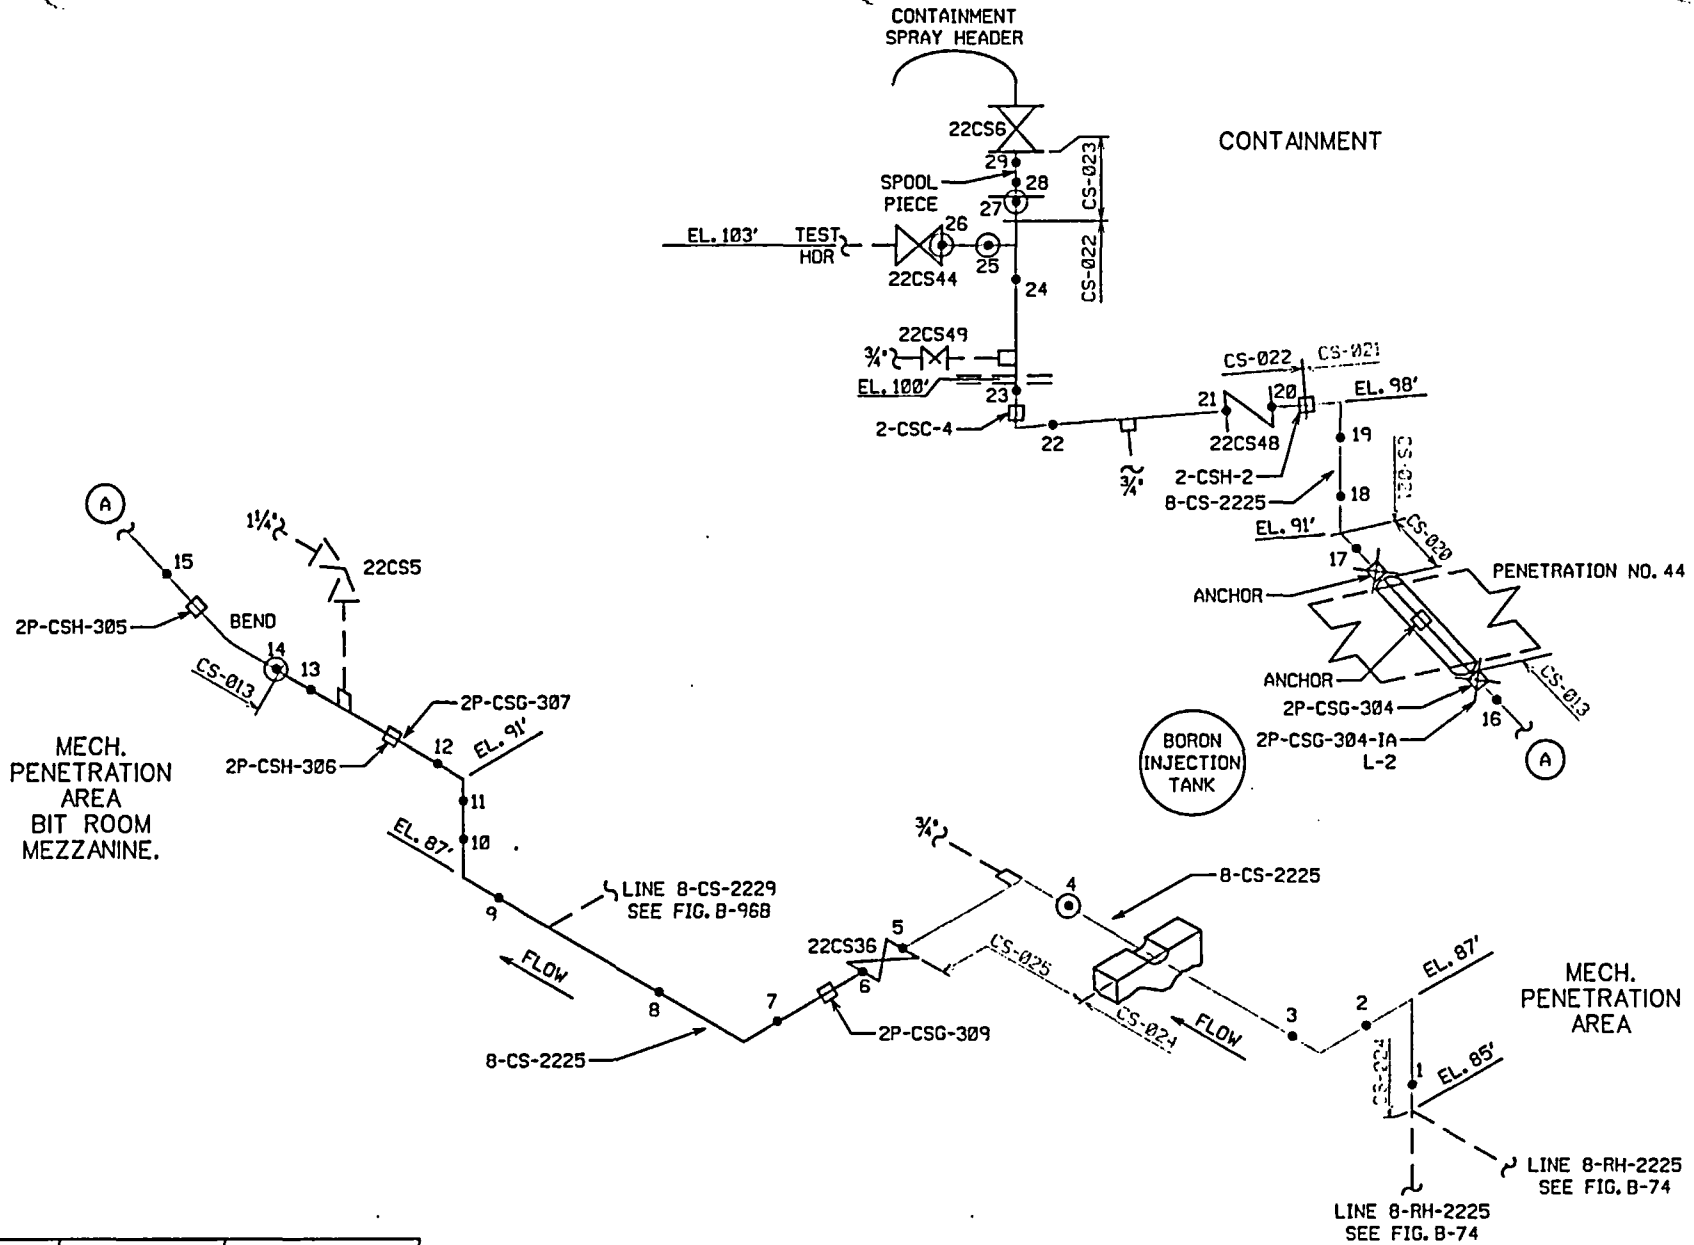 CONTAINMENT
SPRAY HEADER
22CS6
CONTAINMENT
29
SPOOL
PIECE
28
27
CS-023
26
EL. 103'
TEST
HDR
25
22CS44
CS-022
24
22CS49
3/4"
EL. 100'
23
2-CSC-4
22
3/4"
21
22CS48
20
CS-022
CS-021
EL. 98'
2-CSH-2
19
8-CS-2225
18
CS-021
EL. 91'
17
CS-020
ANCHOR
PENETRATION NO. 44
ANCHOR
2P-CSG-304
16
CS-013
2P-CSG-304-IA
L-2
A
BORON
INJECTION
TANK
A
15
1 1/4"
22CS5
2P-CSH-305
BEND
14
13
CS-013
2P-CSG-307
2P-CSH-306
12
EL. 91'
MECH.
PENETRATION
AREA
BIT ROOM
MEZZANINE.
11
10
EL. 87'
9
LINE 8-CS-2229
SEE FIG. B-96B
FLOW
8
8-CS-2225
7
6
22CS36
5
2P-CSG-309
3/4"
4
8-CS-2225
CS-025
CS-024
FLOW
3
2
EL. 87'
MECH.
PENETRATION
AREA
1
CS-024
EL. 85'
LINE 8-RH-2225
SEE FIG. B-74
LINE 8-RH-2225
SEE FIG. B-74